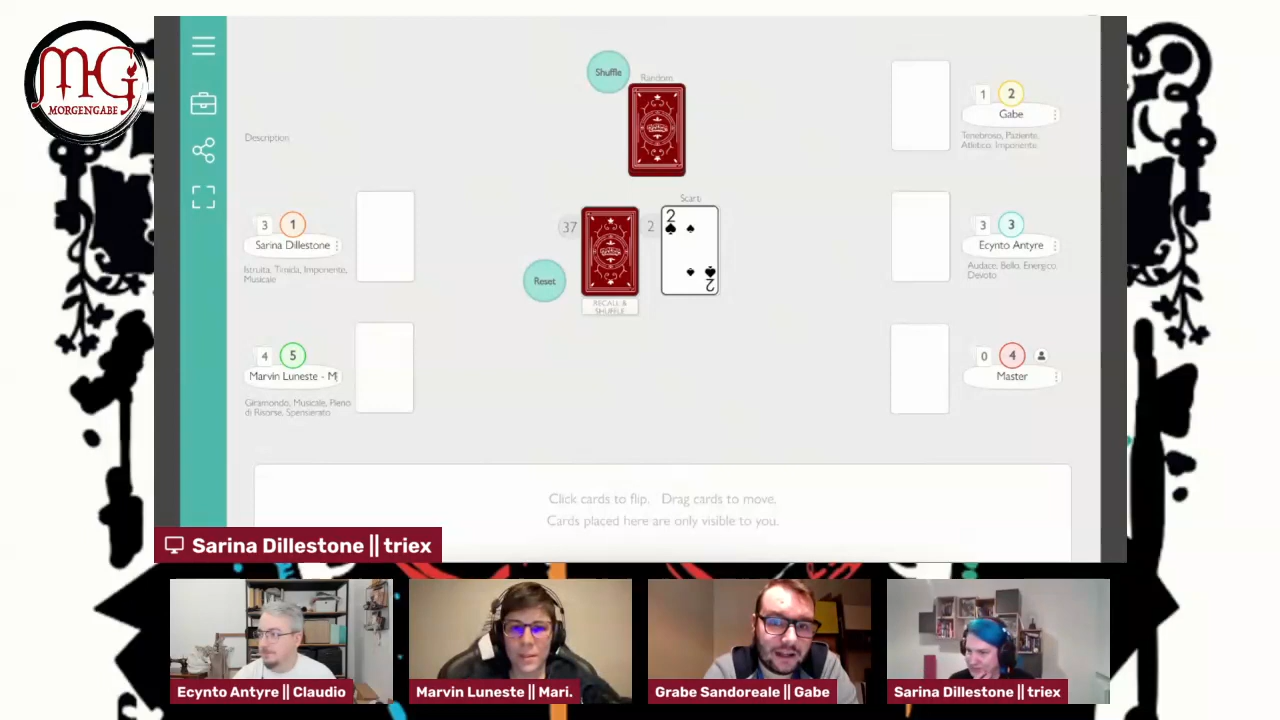 MG
MORGENGABE
Shuffle
Random
Description
1
2
Gabe
Tenebroso, Paziente,
Atletico, Imponente
3
1
Sarina Dillestone
Istruita, Timida, Imponente,
Musicale
37
2
Scart
2
2
Reset
RECALL &
SHUFFLE
3
3
Ecynto Antyre
Audace, Bello, Energico,
Devoto
4
5
Marvin Luneste - M
Giramondo, Musicale, Pieno
di Risorse, Spensierato
0
4
Master
Click cards to flip. Drag cards to move.
Cards placed here are only visible to you.
Sarina Dillestone || triex
Ecynto Antyre || Claudio
Marvin Luneste || Mari.
Grabe Sandoreale || Gabe
Sarina Dillestone || triex